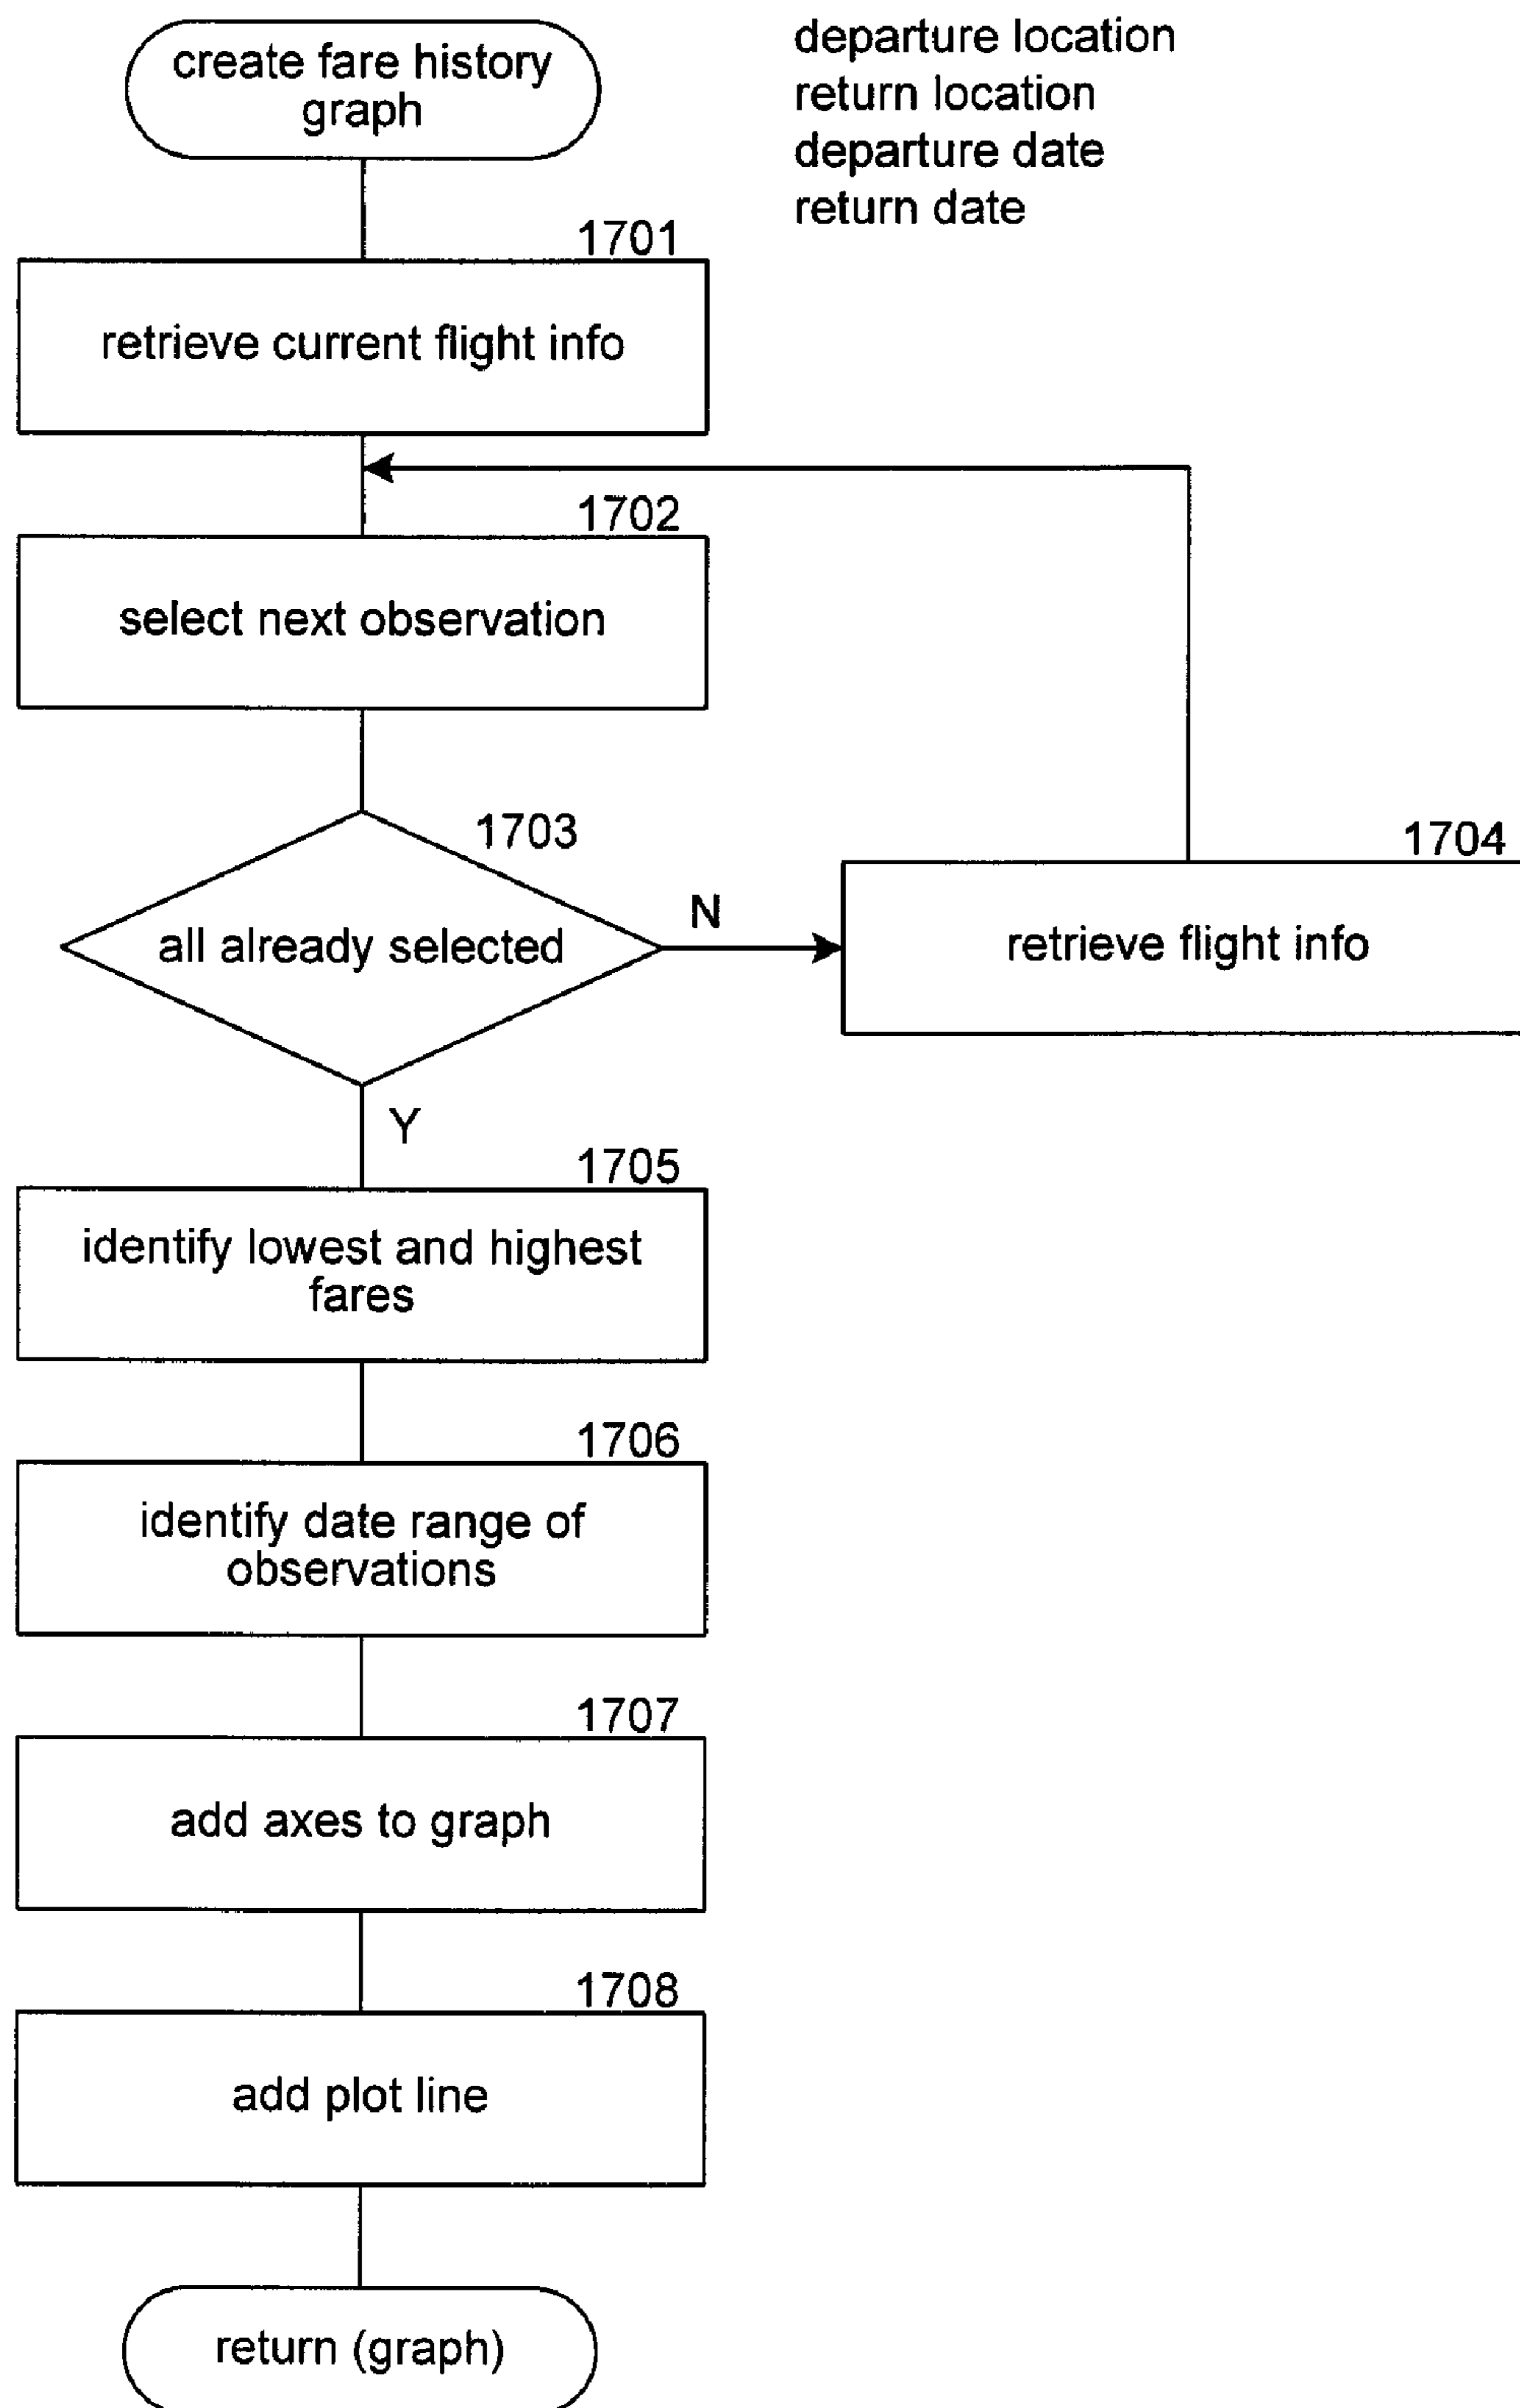 create fare history
graph
departure location
return location
departure date
return date
1701
retrieve current flight info
1702
select next observation
1703
all already selected
N
1704
retrieve flight info
Y
1705
identify lowest and highest
fares
1706
identify date range of
observations
1707
add axes to graph
1708
add plot line
return (graph)